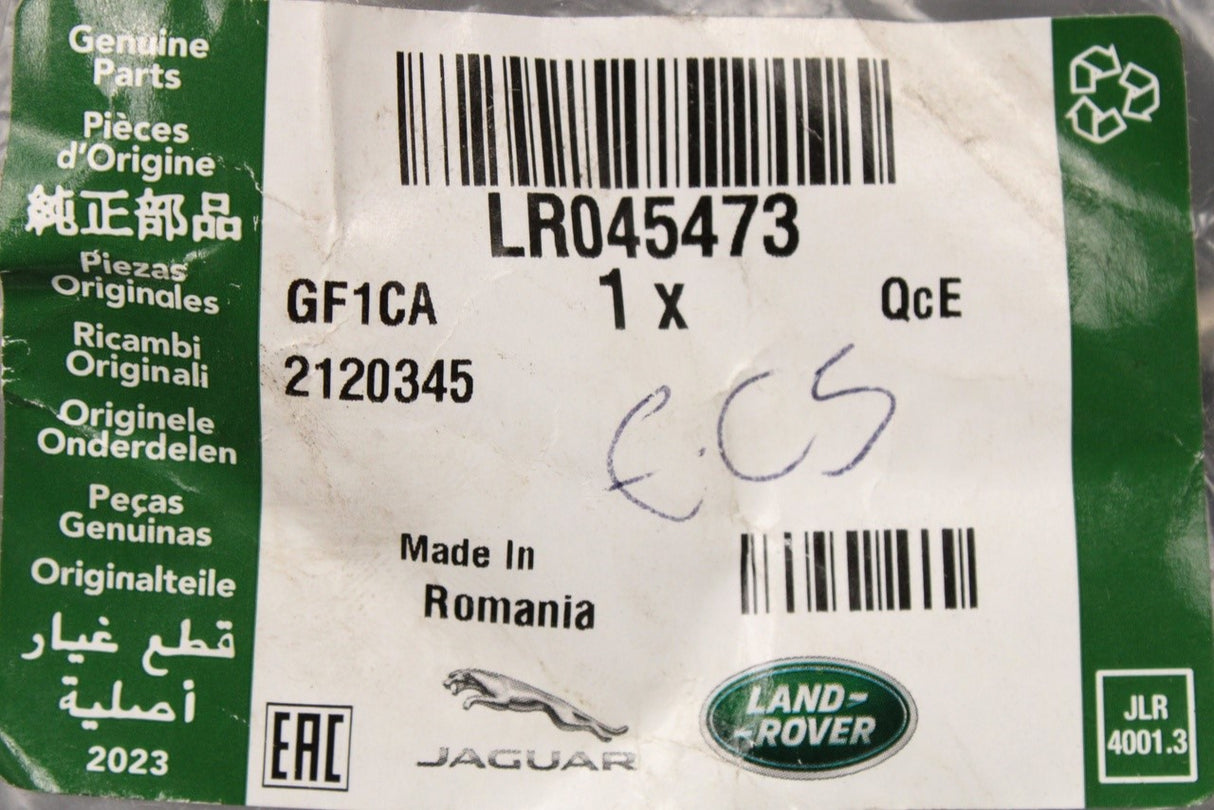 Genuine
Parts
Pièces
d'Origine
純正部品
Piezas
Originales
Ricambi
Originali
Originele
Onderdelen
Peças
Genuinas
Originalteile
قطع غيار
أصلية
2023
LR045473
GF1CA 1 x QcE
2120345
Made In
Romania
EAC
JAGUAR
LAND-
-ROVER
JLR
4001.3